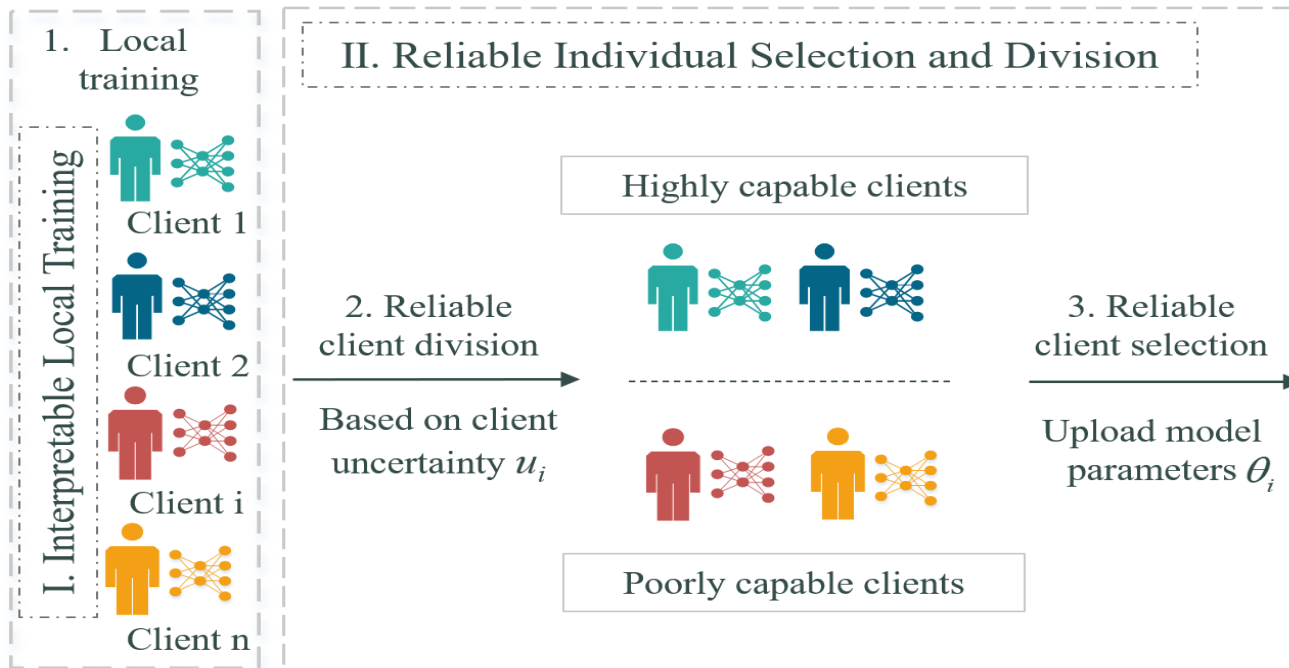 1. Local
training
I. Interpretable Local Training
Client 1
Client 2
Client i
Client n
II. Reliable Individual Selection and Division
Highly capable clients
2. Reliable
client division
Based on client
uncertainty u_i
Poorly capable clients
3. Reliable
client selection
Upload model
parameters θ_i